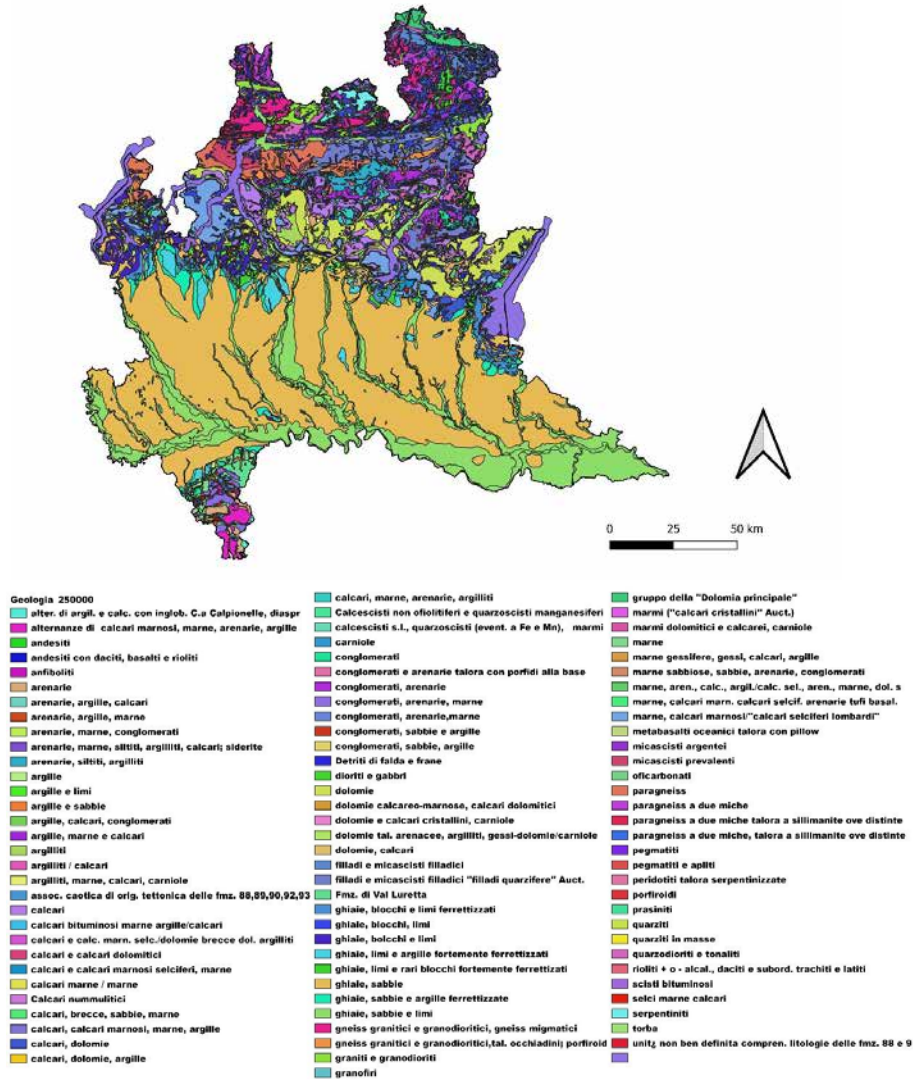 0 25 50 km
Geologia 250000
alter. di argil. e calc. con inglob. C.a Calpionelle, diaspr
alternanze di calcari marnosi, marne, arenarie, argille
andesiti
andesiti con daciti, basalti e rioliti
anfiboliti
arenarie
arenarie, argille, calcari
arenarie, argille, marne
arenarie, marne, conglomerati
arenarie, marne, siltiti, argilliti, calcari; siderite
arenarie, siltiti, argilliti
argille
argille e limi
argille e sabbie
argille, calcari, conglomerati
argille, marne e calcari
argilliti
argilliti / calcari
argilliti, marne, calcari, carniole
assoc. caotica di orig. tettonica delle fmz. 88,89,90,92,93
calcari
calcari bituminosi marne argille/calcari
calcari e calc. marn. selc./dolomie brecce dol. argilliti
calcari e calcari dolomitici
calcari e calcari marnosi selciferi, marne
calcari marne / marne
Calcari nummulitici
calcari, brecce, sabbie, marne
calcari, calcari marnosi, marne, argille
calcari, dolomie
calcari, dolomie, argille
calcari, marne, arenarie, argilliti
Calcescisti non ofiolitiferi e quarzoscisti manganesiferi
calcescisti s.l., quarzoscisti (event. a Fe e Mn), marmi
carniole
conglomerati
conglomerati e arenarie talora con porfidi alla base
conglomerati, arenarie
conglomerati, arenarie, marne
conglomerati, arenarie,marne
conglomerati, sabbie e argille
conglomerati, sabbie, argille
Detriti di falda e frane
dioriti e gabbri
dolomie
dolomie calcareo-marnose, calcari dolomitici
dolomie e calcari cristallini, carniole
dolomie tal. arenacee, argilliti, gessi-dolomie/carniole
dolomie, calcari
filladi e micascisti filladici
filladi e micascisti filladici "filladi quarzifere" Auct.
Fmz. di Val Luretta
ghiaie, blocchi e limi ferrettizzati
ghiaie, blocchi, limi
ghiaie, bolcchi e limi
ghiaie, limi e argille fortemente ferrettizzati
ghiaie, limi e rari blocchi fortemente ferrettizzati
ghiaie, sabbie
ghiaie, sabbie e argille ferrettizzate
ghiaie, sabbie e limi
gneiss granitici e granodioritici, gneiss migmatici
gneiss granitici e granodioritici,tal. occhiadini; porfiroid
graniti e granodioriti
granofiri
gruppo della "Dolomia principale"
marmi ("calcari cristallini" Auct.)
marmi dolomitici e calcarei, carniole
marne
marne gessifere, gessi, calcari, argille
marne sabbiose, sabbie, arenarie, conglomerati
marne, aren., calc., argil./calc. sel., aren., marne, dol. s
marne, calcari marn. calcari selcif. arenarie tufi basal.
marne, calcari marnosi/"calcari selciferi lombardi"
metabasalti oceanici talora con pillow
micascisti argentei
micascisti prevalenti
oficarbonati
paragneiss
paragneiss a due miche
paragneiss a due miche talora a sillimanite ove distinte
paragneiss a due miche, talora a sillimanite ove distinte
pegmatiti
pegmatiti e apliti
peridotiti talora serpentinizzate
porfiroidi
prasiniti
quarziti
quarziti in masse
quarzodioriti e tonaliti
rioliti + o - alcal., daciti e subord. trachiti e latiti
scisti bituminosi
selci marne calcari
serpentiniti
torba
unit¿ non ben definita compren. litologie delle fmz. 88 e 9